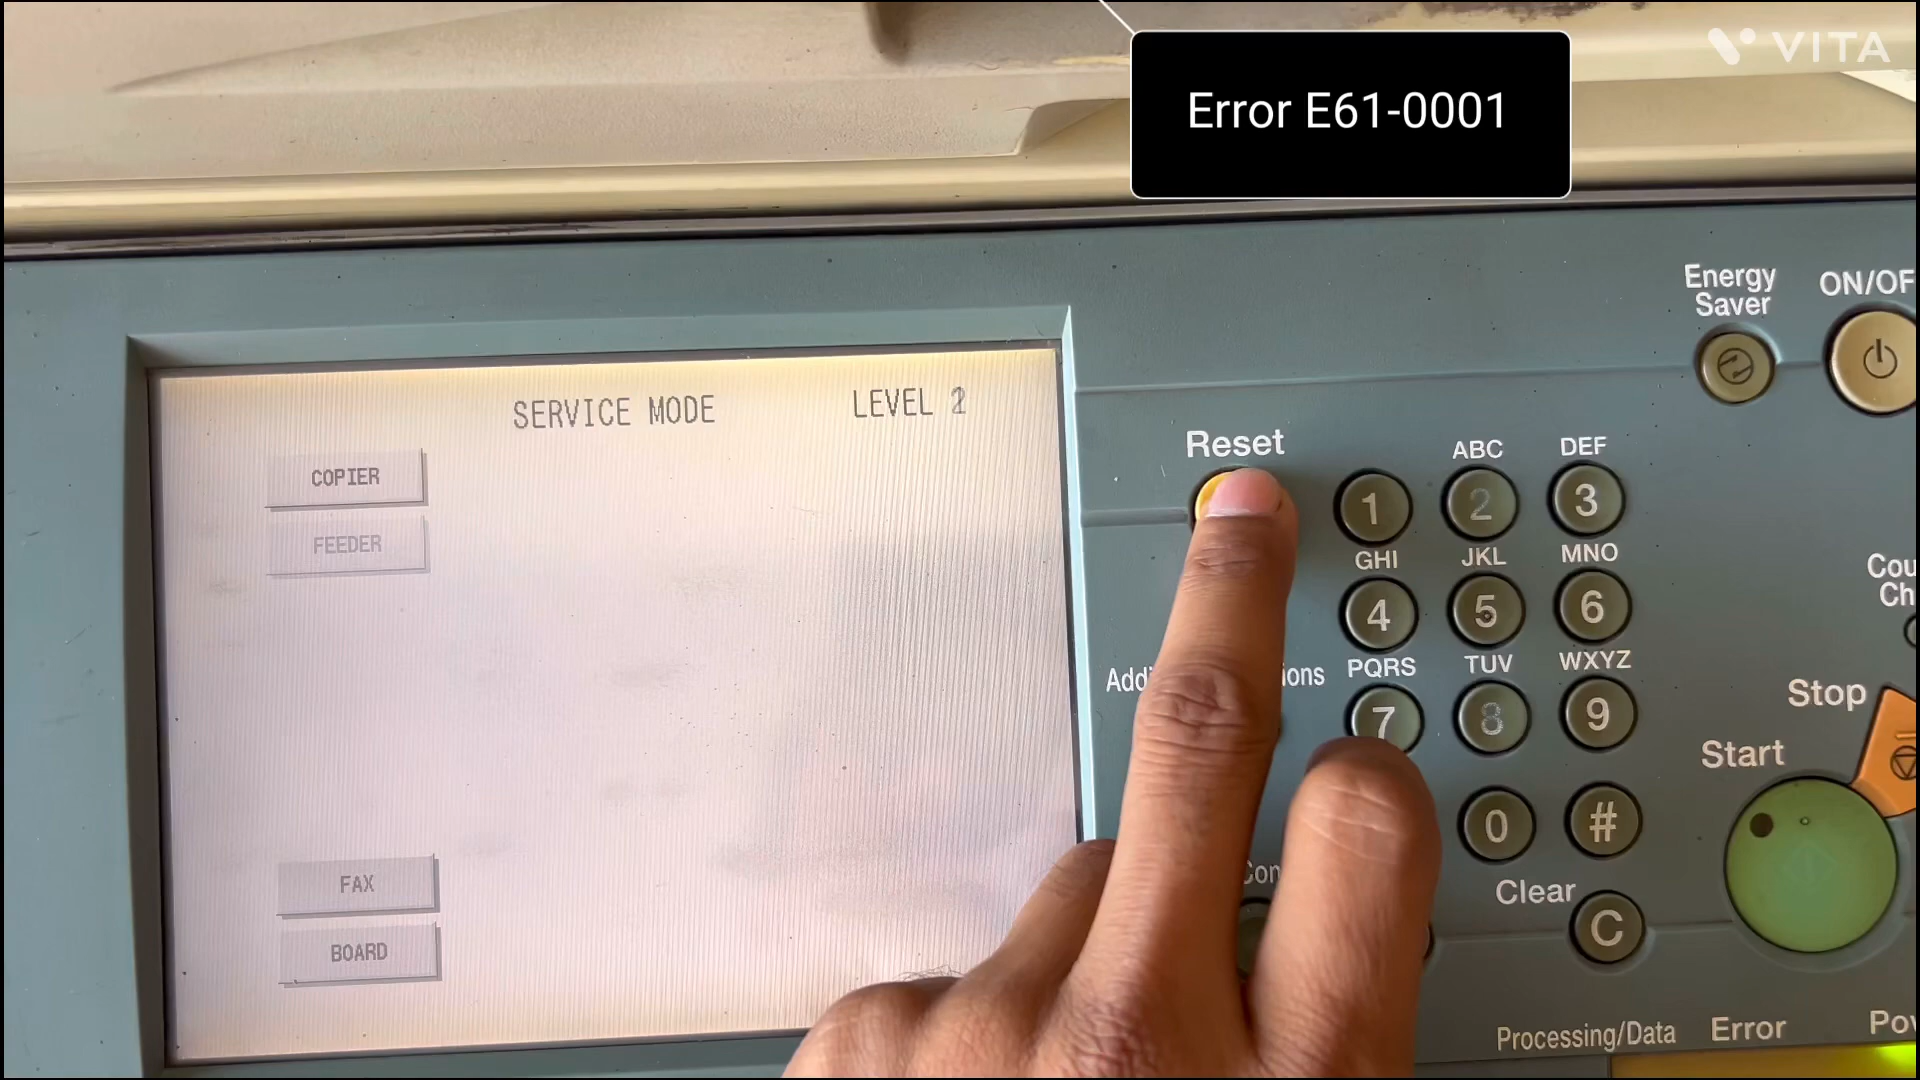 VITA
Error E61-0001
Energy
Saver
ON/OF
SERVICE MODE
LEVEL
COPIER
FEEDER
FAX
BOARD
Reset
ABC
DEF
1
2
3
GHI
JKL
MNO
4
5
6
PQRS
TUV
WXYZ
7
8
9
0
#
Clear
C
Stop
Start
Processing/Data
Error